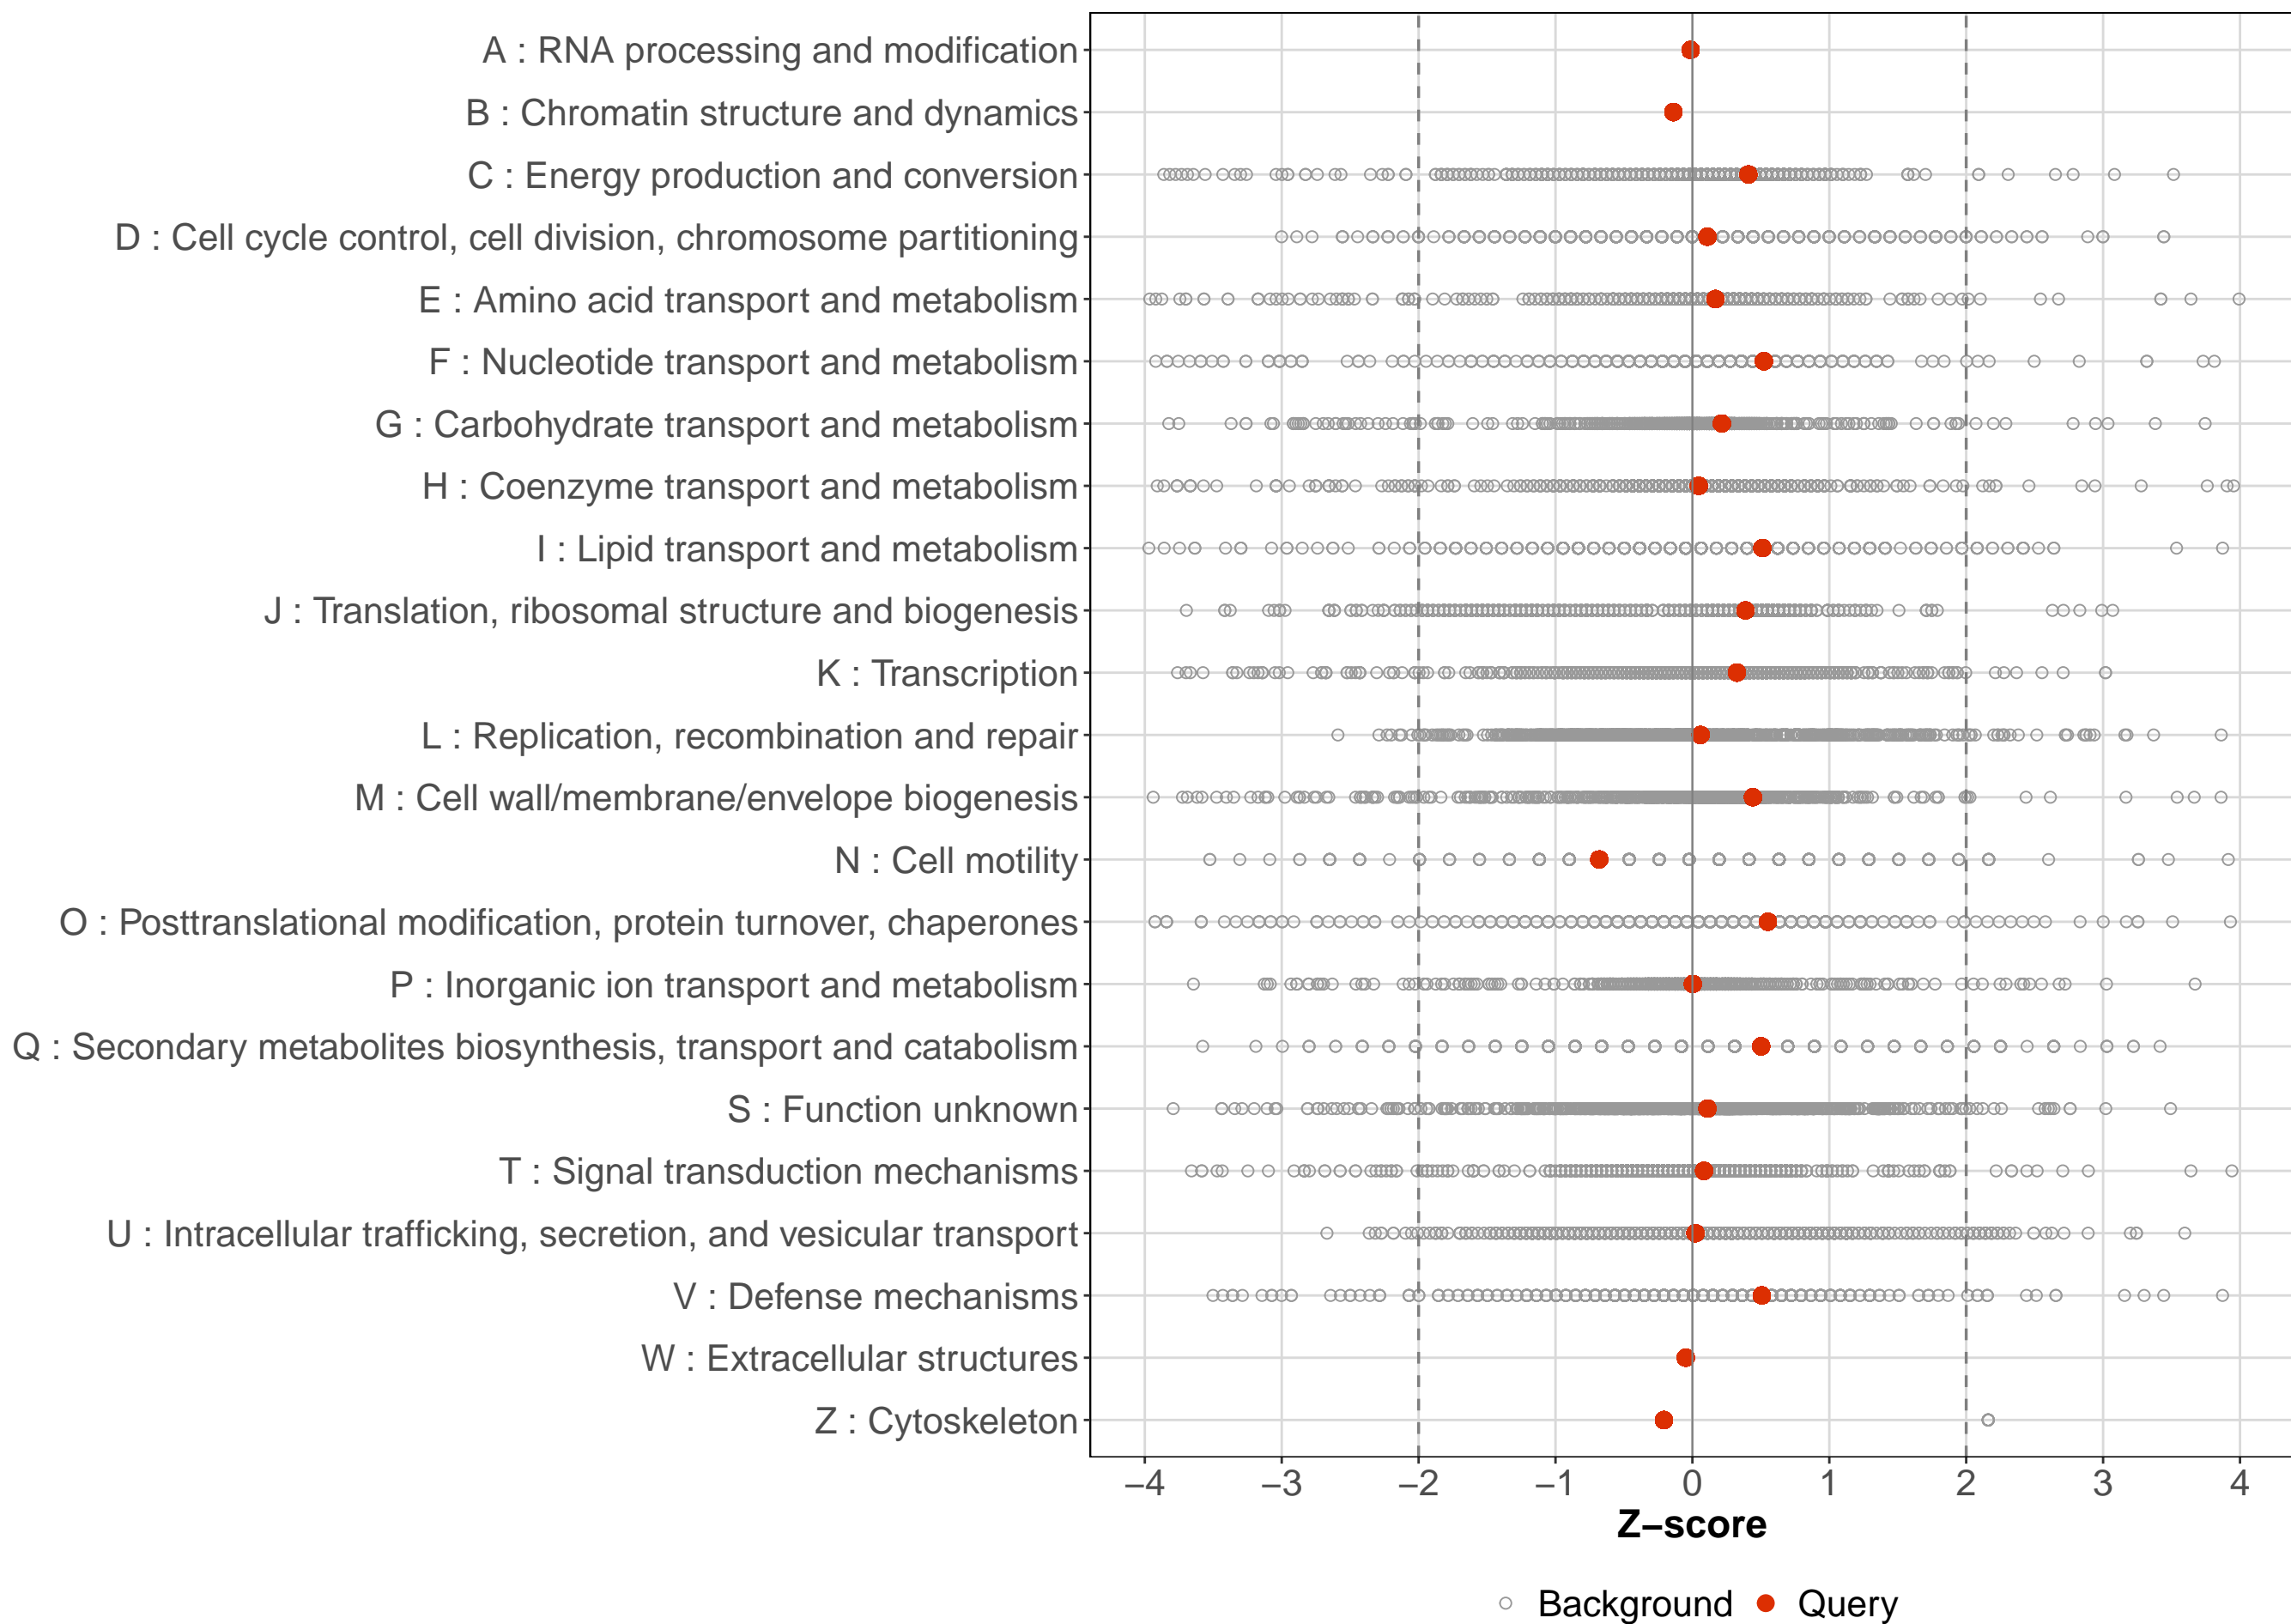 A : RNA processing and modification
B : Chromatin structure and dynamics
C : Energy production and conversion
D : Cell cycle control, cell division, chromosome partitioning
E : Amino acid transport and metabolism
F : Nucleotide transport and metabolism
G : Carbohydrate transport and metabolism
H : Coenzyme transport and metabolism
I : Lipid transport and metabolism
J : Translation, ribosomal structure and biogenesis
K : Transcription
L : Replication, recombination and repair
M : Cell wall/membrane/envelope biogenesis
N : Cell motility
O : Posttranslational modification, protein turnover, chaperones
P : Inorganic ion transport and metabolism
Q : Secondary metabolites biosynthesis, transport and catabolism
S : Function unknown
T : Signal transduction mechanisms
U : Intracellular trafficking, secretion, and vesicular transport
V : Defense mechanisms
W : Extracellular structures
Z : Cytoskeleton
−4 −3 −2 −1 0 1 2 3 4
Z−score
Background Query